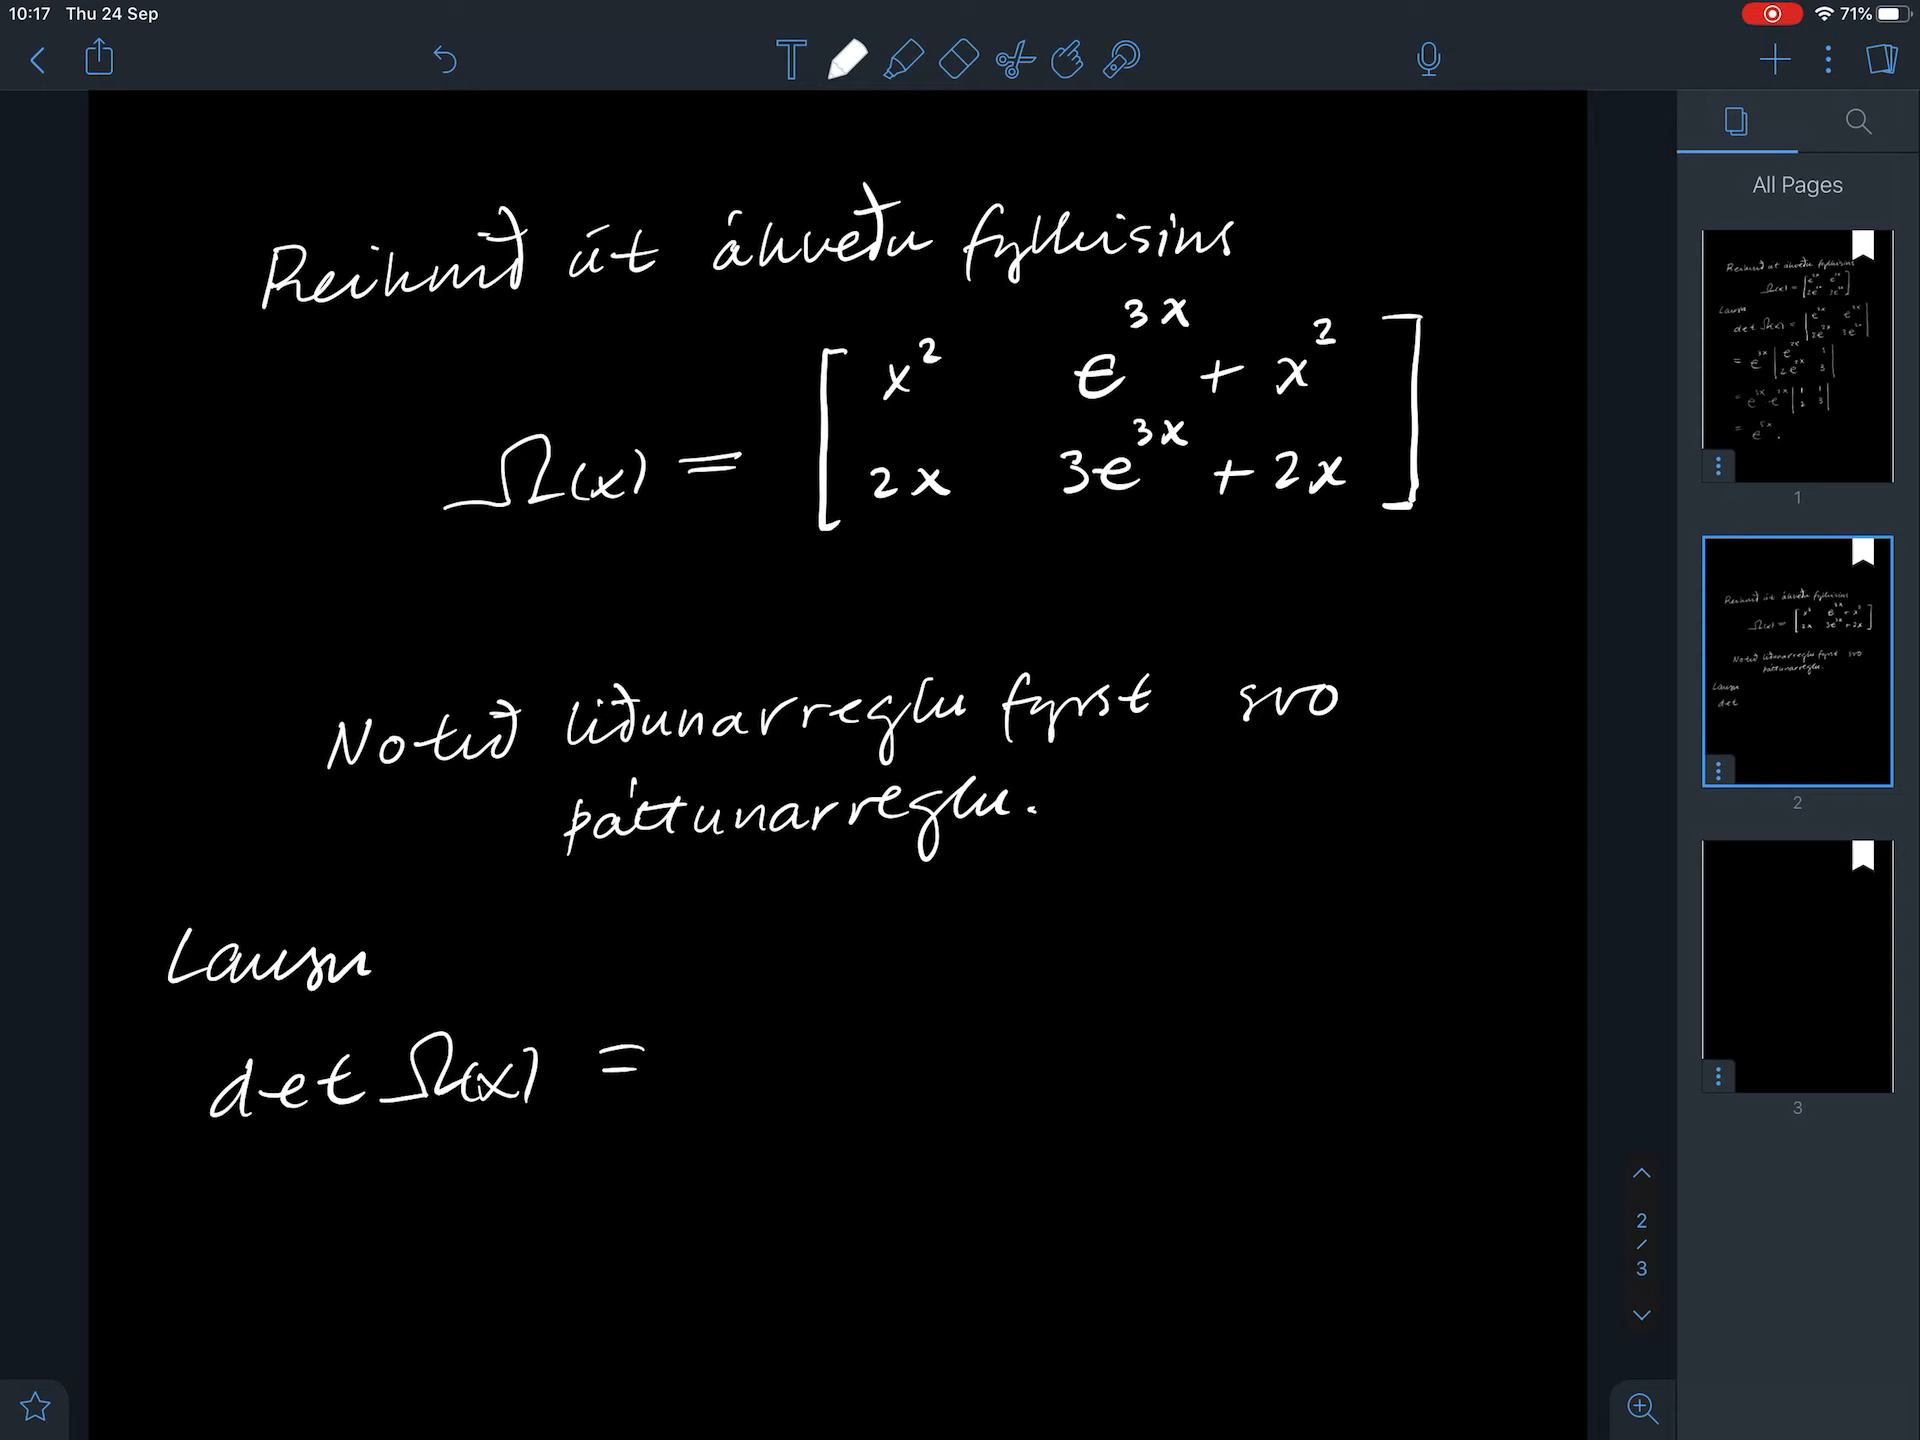 10:17 Thu 24 Sep
71%
All Pages
Reiknið út ákveðu fylkisins
Ω(x) = [ x² e^{3x} + x² ]
[ 2x 3e^{3x} + 2x ]
Notið liðunarreglu fyrst svo
þáttunarreglu.
Lausn
det Ω(x) =
1
2
3
2
/
3